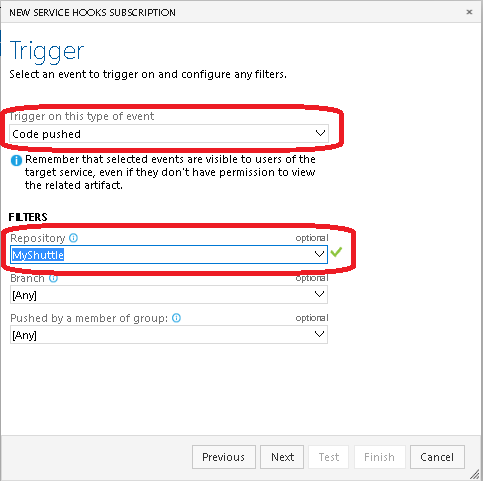 NEW SERVICE HOOKS SUBSCRIPTION
Trigger
Select an event to trigger on and configure any filters.
Trigger on this type of event
Code pushed
Remember that selected events are visible to users of the
target service, even if they don't have permission to view
the related artifact.
FILTERS
Repository optional
MyShuttle
Branch optional
[Any]
Pushed by a member of group: optional
[Any]
Previous Next Test Finish Cancel